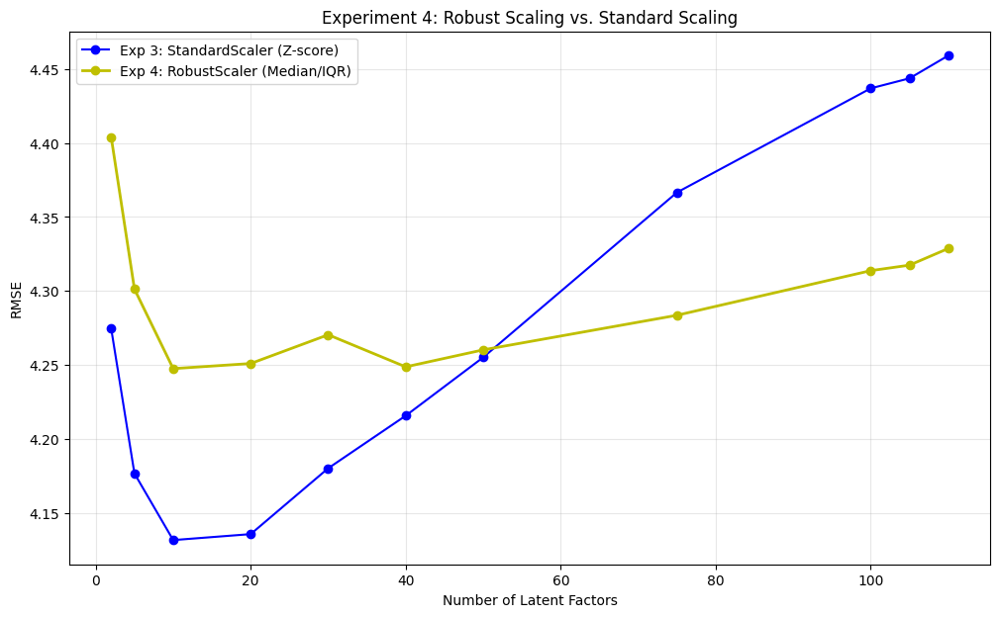 Experiment 4: Robust Scaling vs. Standard Scaling
Exp 3: StandardScaler (Z-score)
Exp 4: RobustScaler (Median/IQR)
RMSE
4.45
4.40
4.35
4.30
4.25
4.20
4.15
0 20 40 60 80 100
Number of Latent Factors